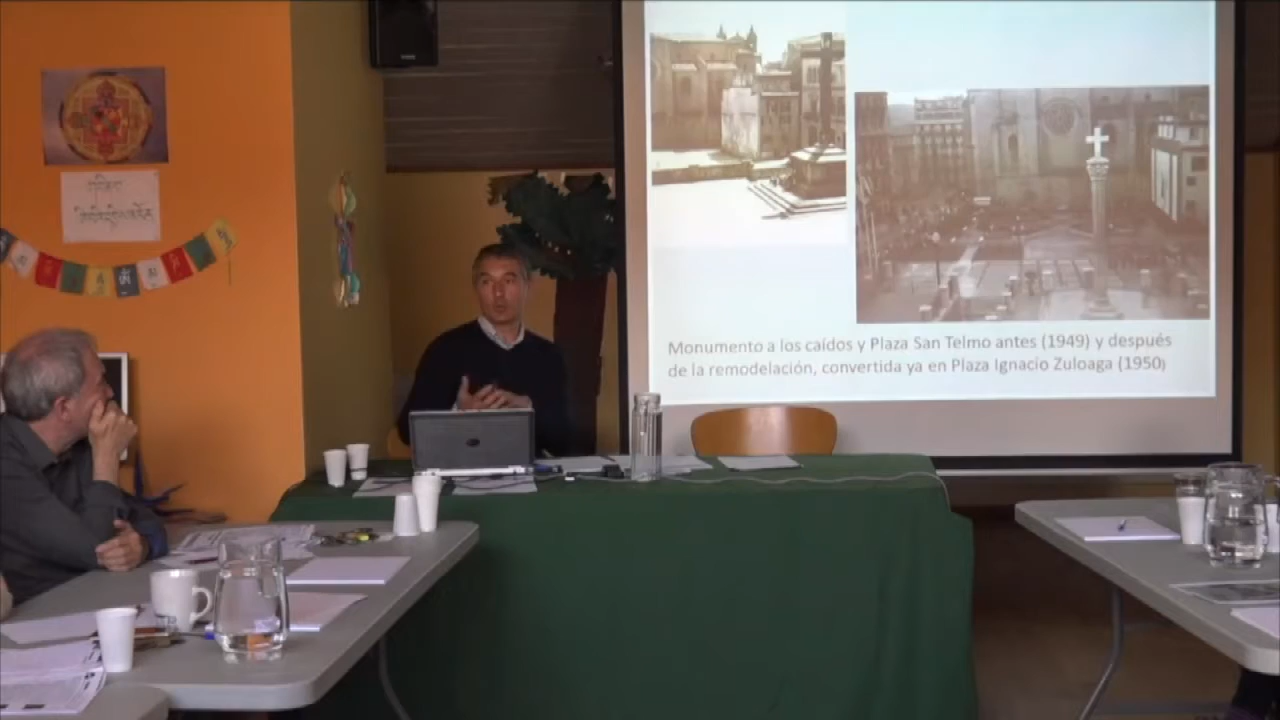 Monumento a los caídos y Plaza San Telmo antes (1949) y después
de la remodelación, convertida ya en Plaza Ignacio Zuloaga (1950)